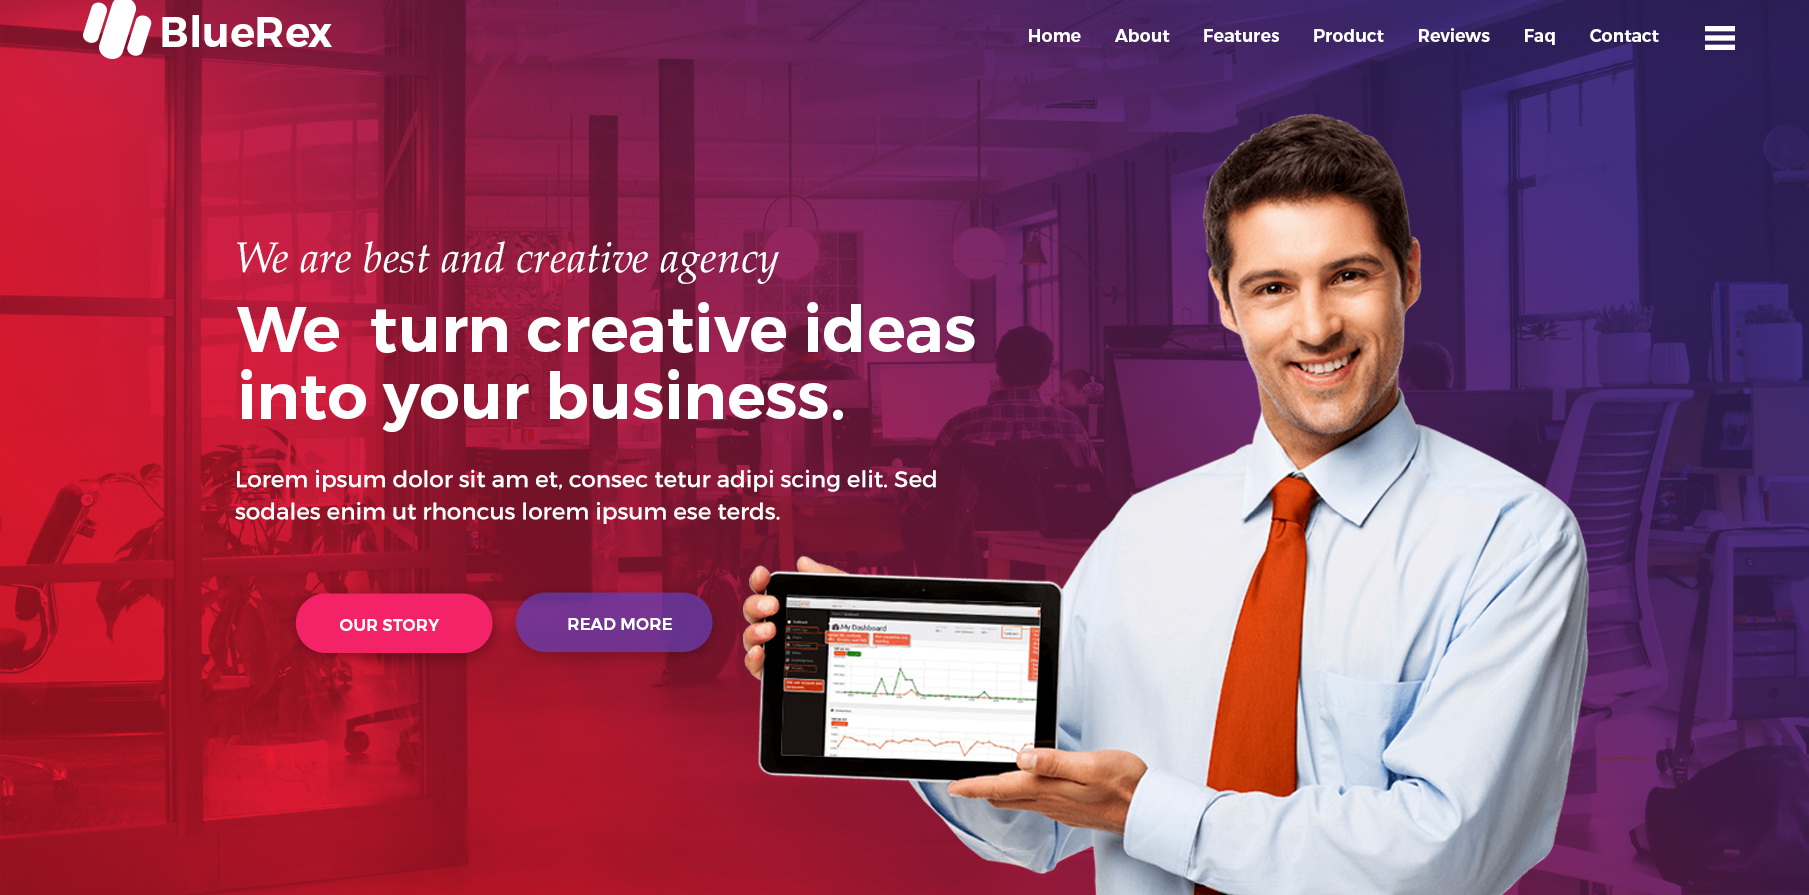 BlueRex
Home About Features Product Reviews Faq Contact
We are best and creative agency
We turn creative ideas
into your business.
Lorem ipsum dolor sit am et, consec tetur adipi scing elit. Sed
sodales enim ut rhoncus lorem ipsum ese terds.
OUR STORY READ MORE
My Dashboard